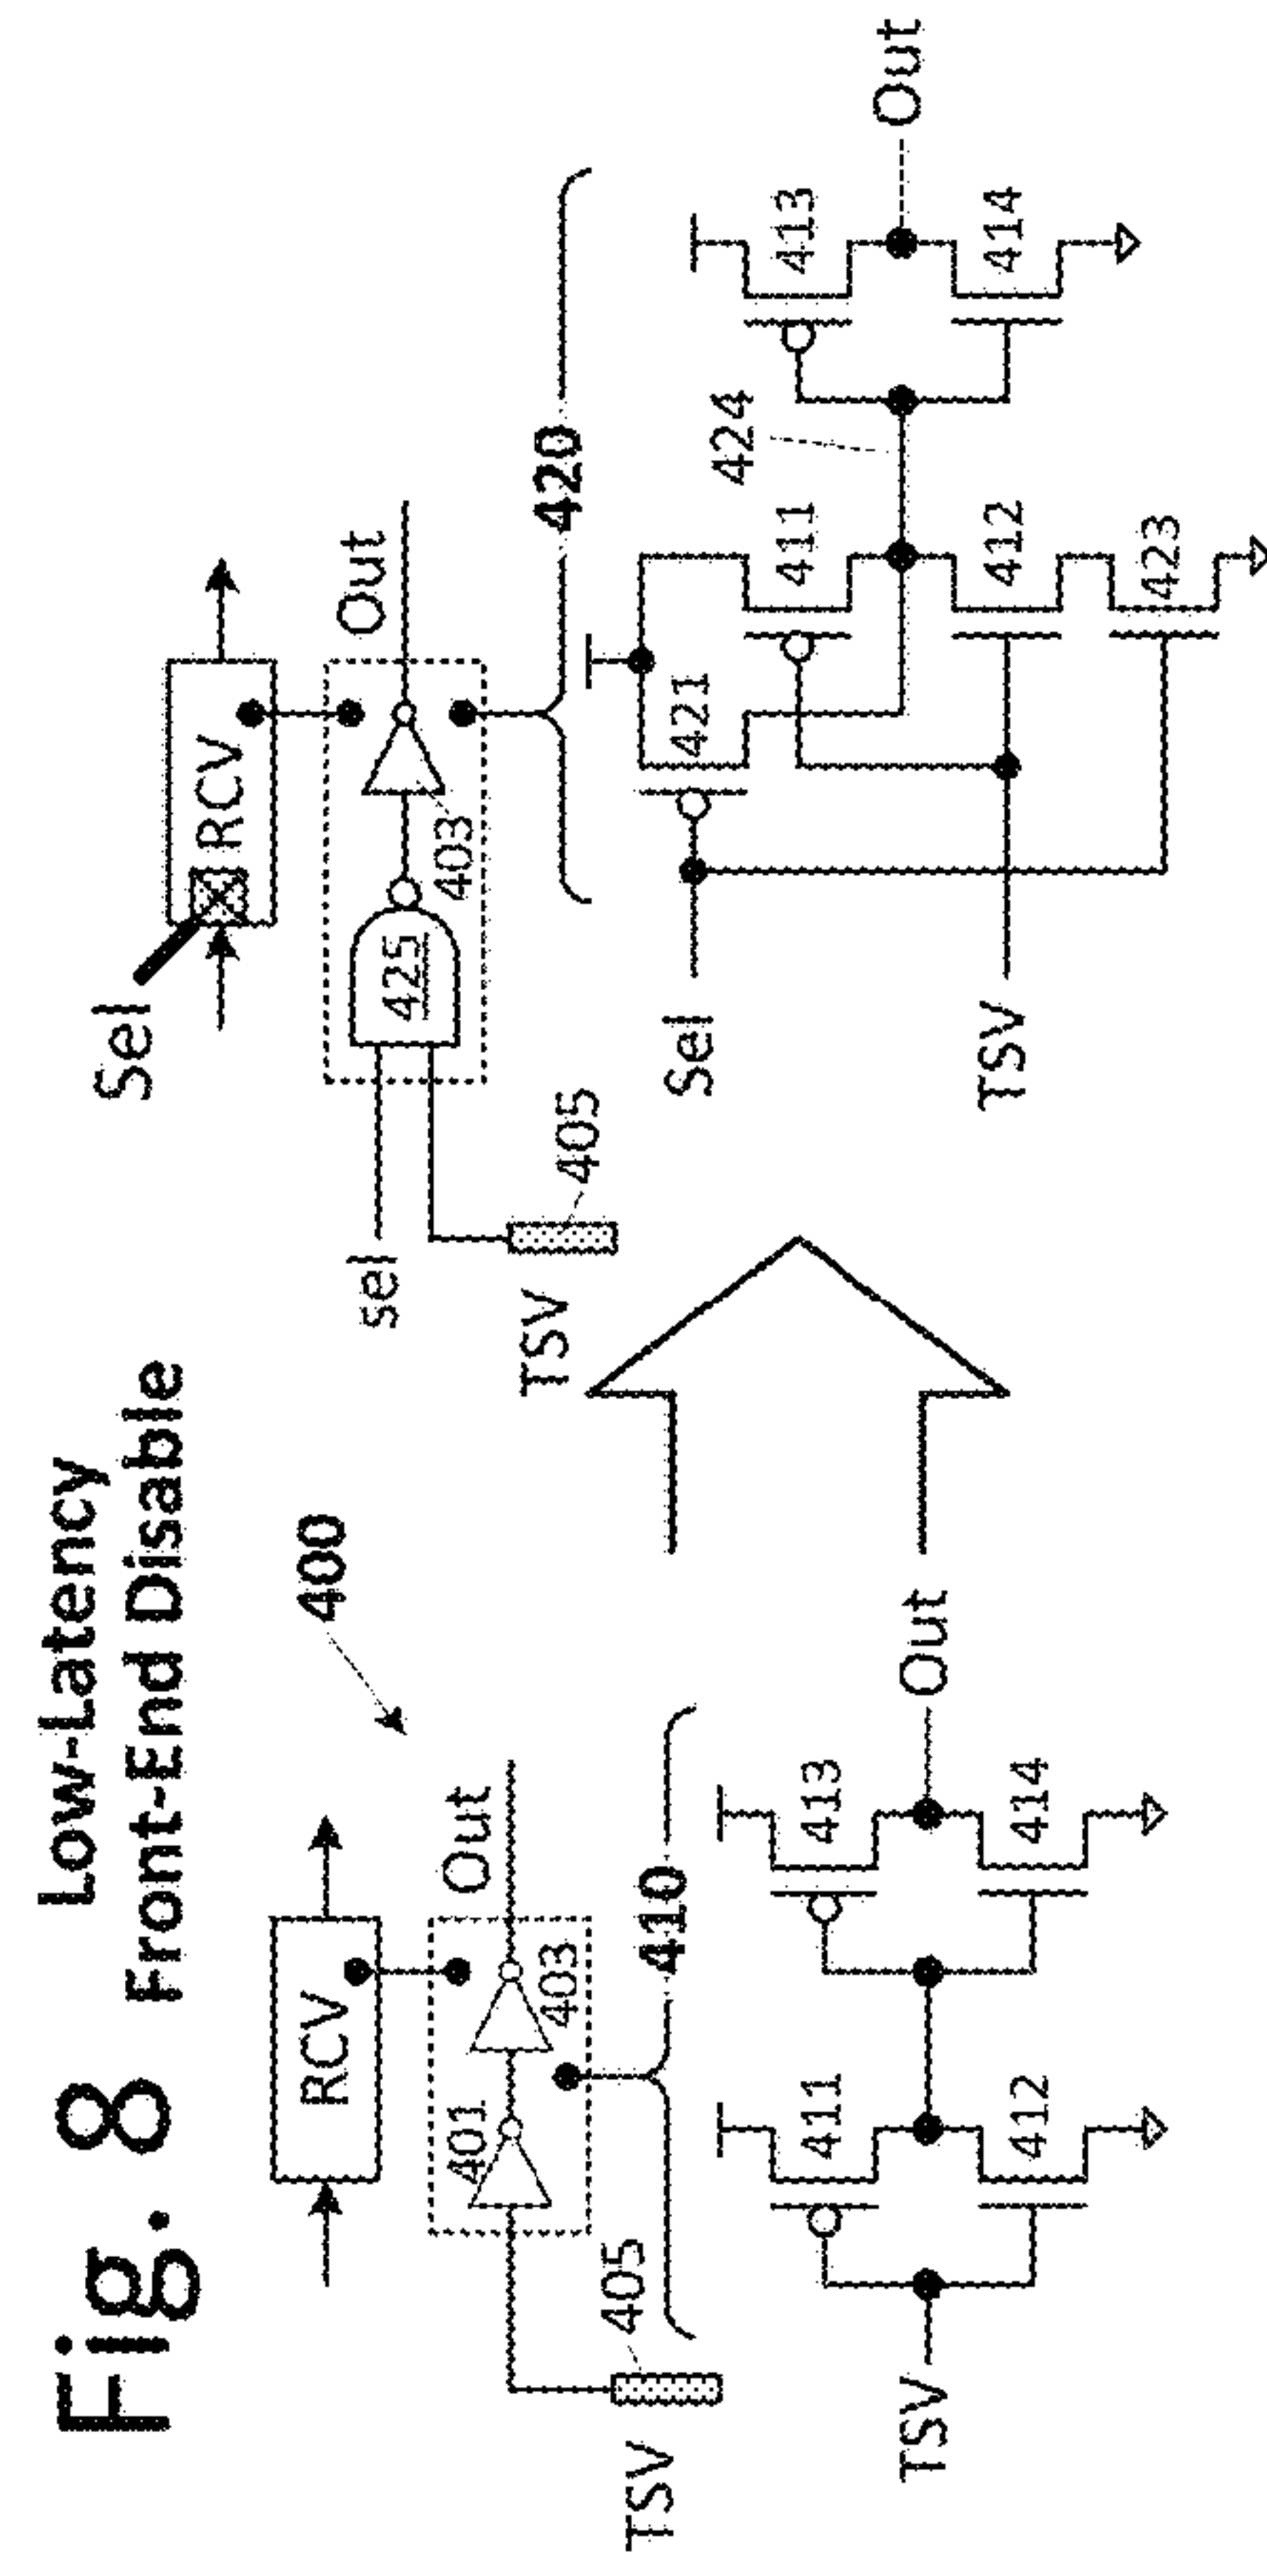 Fig. 8
Low-Latency
Front-End Disable
400
RCV
Out
401
403
405
TSV
410
411
413
TSV
Out
412
414
Sel
RCV
Out
sel
425
403
TSV
405
420
Sel
421
411
424
413
Out
TSV
412
414
423